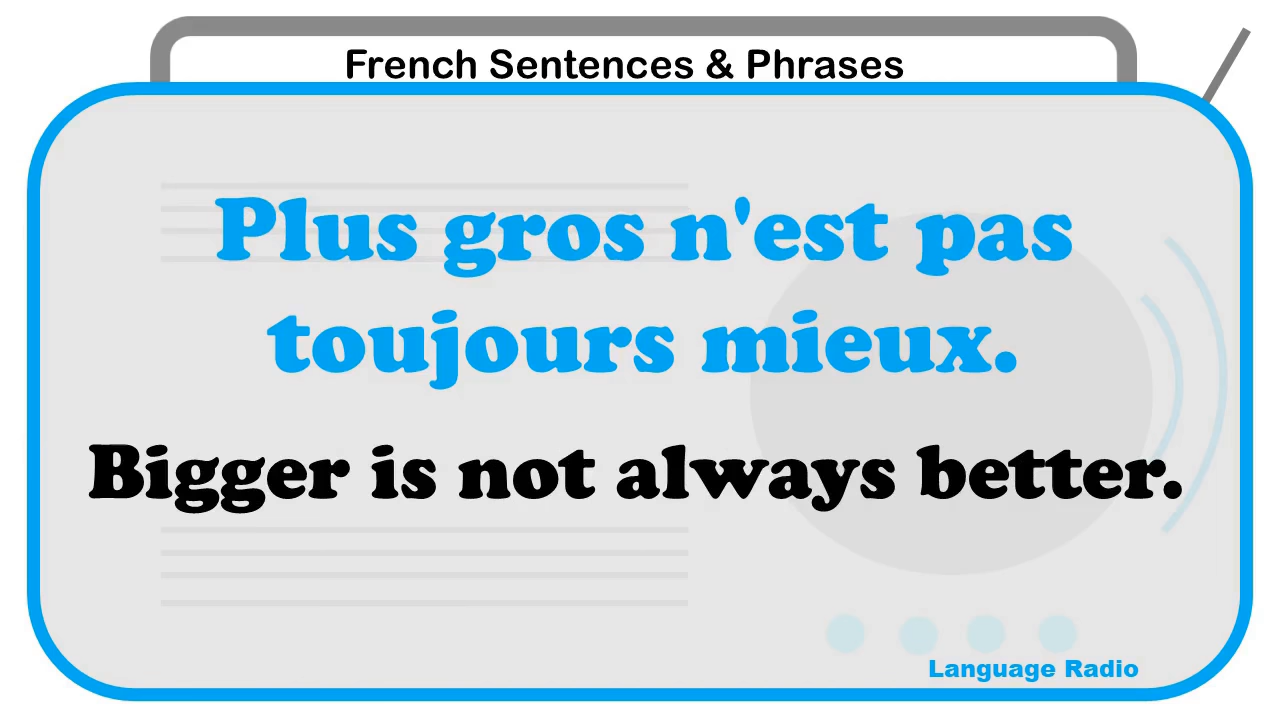 French Sentences & Phrases
Plus gros n'est pas
toujours mieux.
Bigger is not always better.
Language Radio